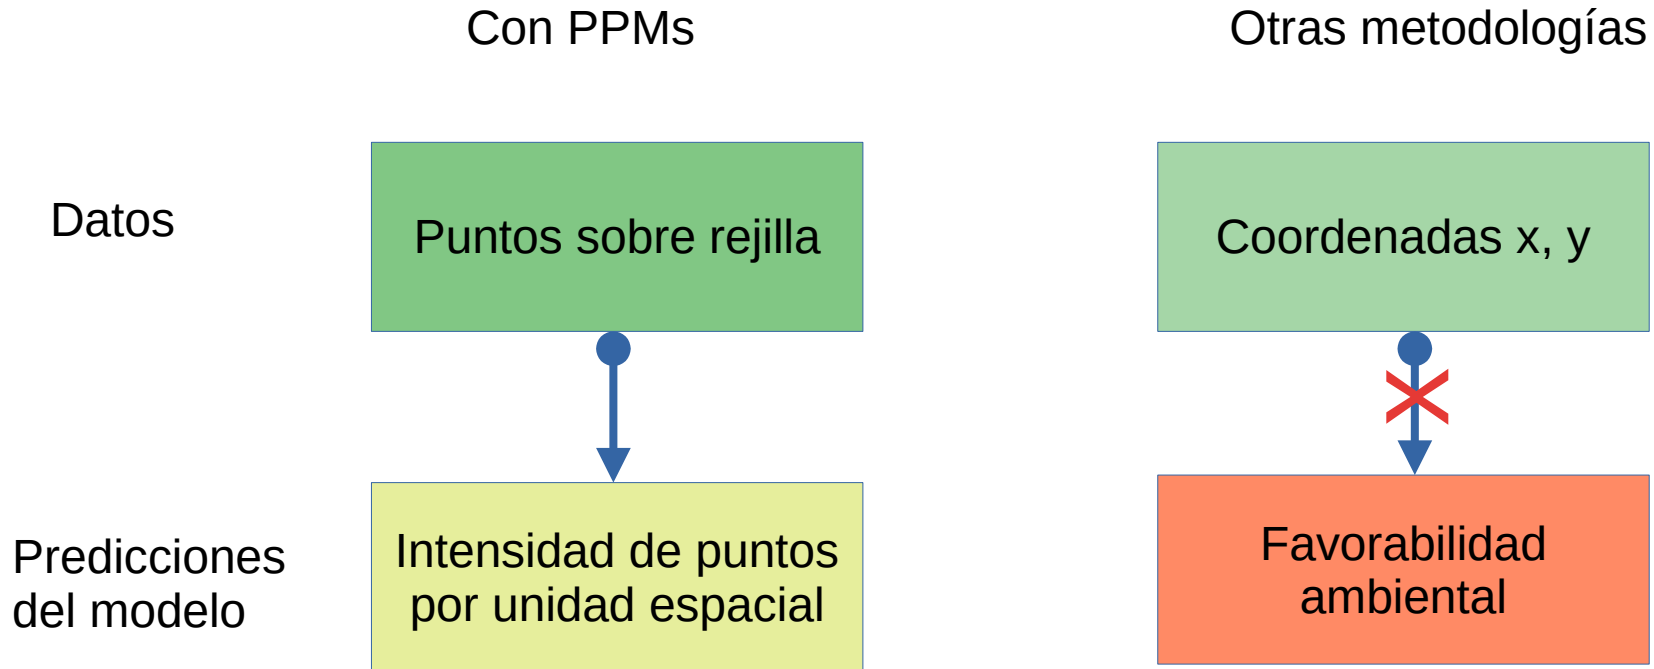 Con PPMs
Otras metodologías
Datos
Puntos sobre rejilla
Coordenadas x, y
Predicciones
del modelo
Intensidad de puntos
por unidad espacial
Favorabilidad
ambiental